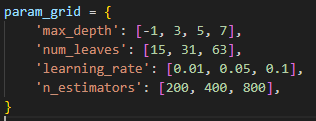 param_grid = {
    'max_depth': [-1, 3, 5, 7],
    'num_leaves': [15, 31, 63],
    'learning_rate': [0.01, 0.05, 0.1],
    'n_estimators': [200, 400, 800],
}